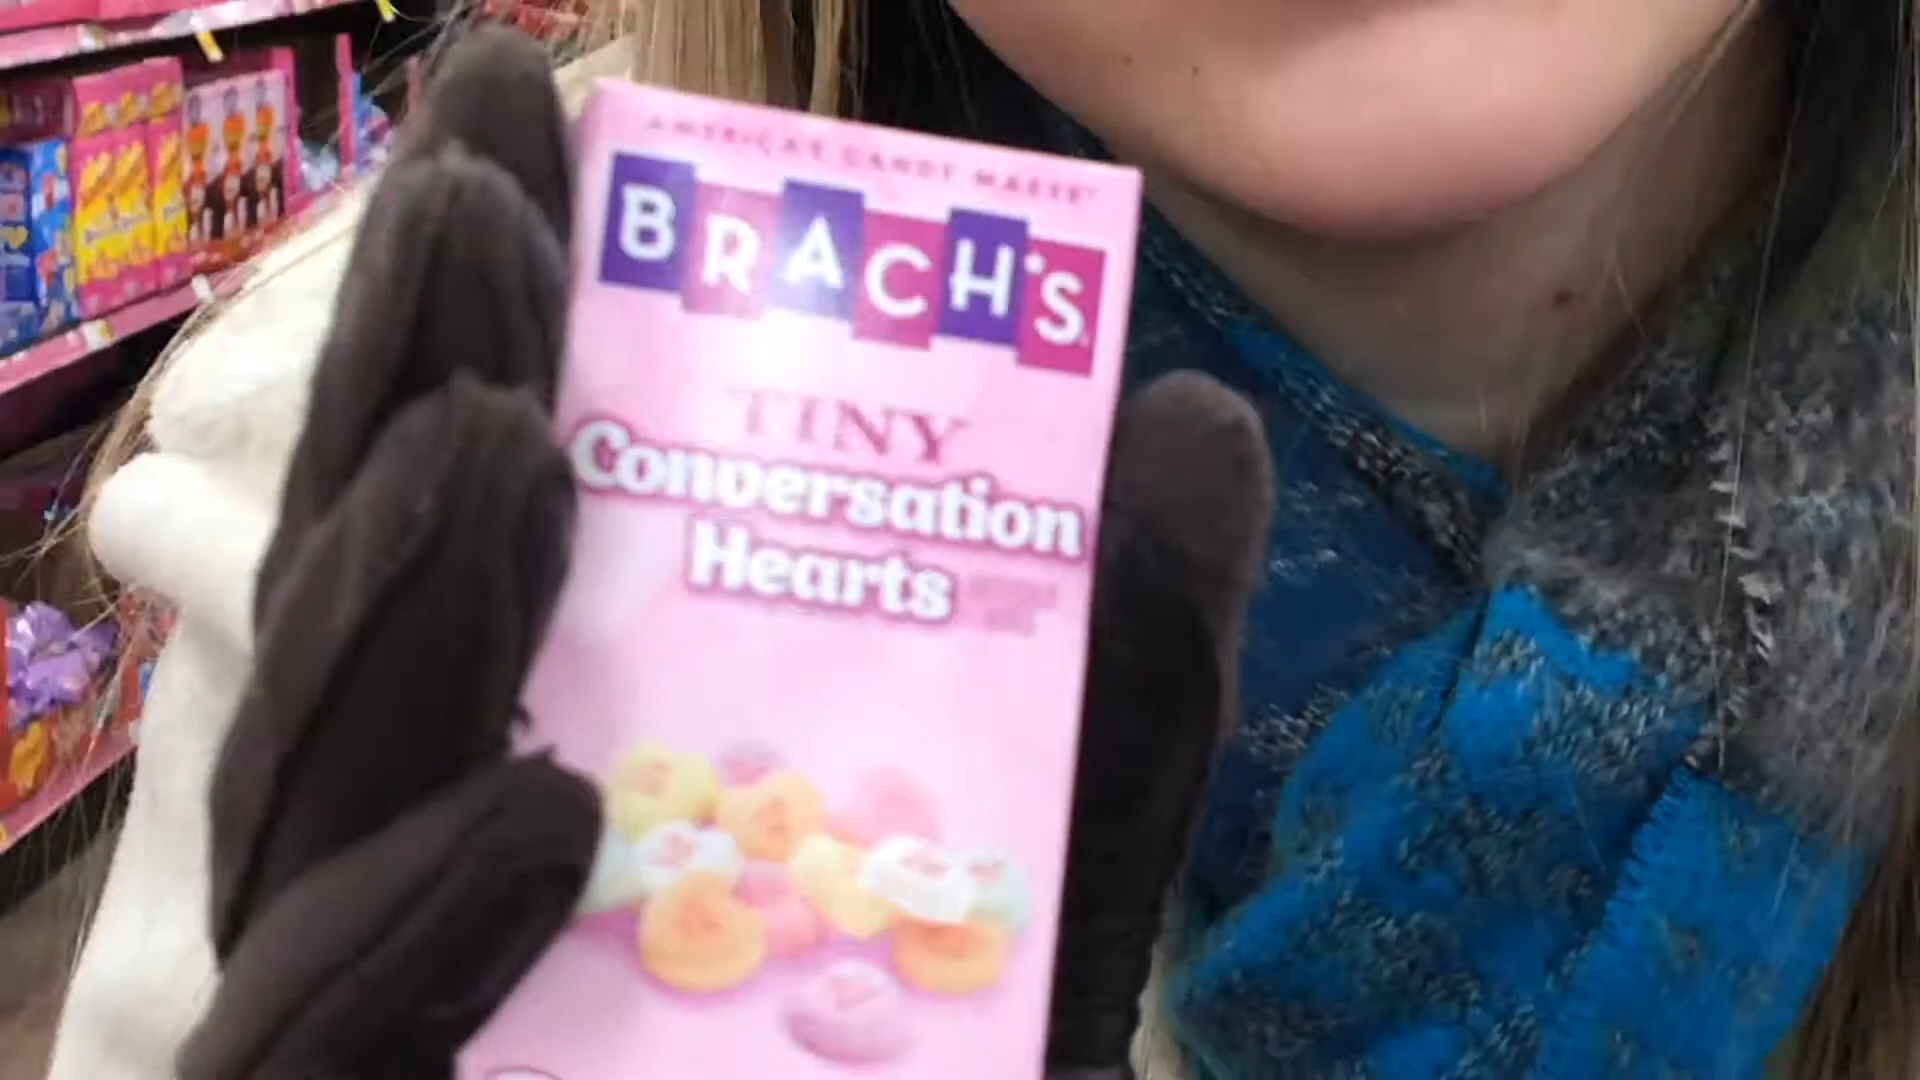 AMERICA'S CANDY MAKER
BRACH'S
TINY
Conversation
Hearts